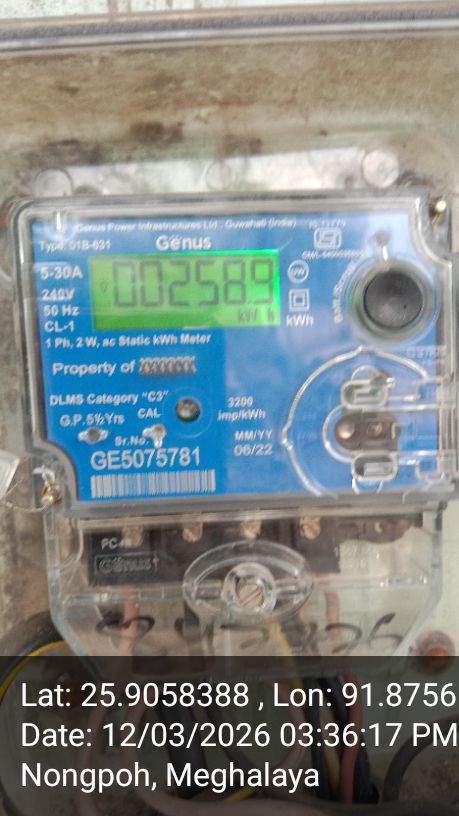 Genus Power Infrastructures Ltd., Guwahati (India)
Type: 01B-631
Genus
5-30A
240V
50 Hz
CL-1
002589
kW h
kWh
1 Ph, 2 W, ac Static kWh Meter
Property of
DLMS Category "C3"
G.P.5½Yrs
CAL
3200
imp/kWh
Sr.No.
MM/YY
06/22
GE5075781
Genus
Lat: 25.9058388 , Lon: 91.8756
Date: 12/03/2026 03:36:17 PM
Nongpoh, Meghalaya